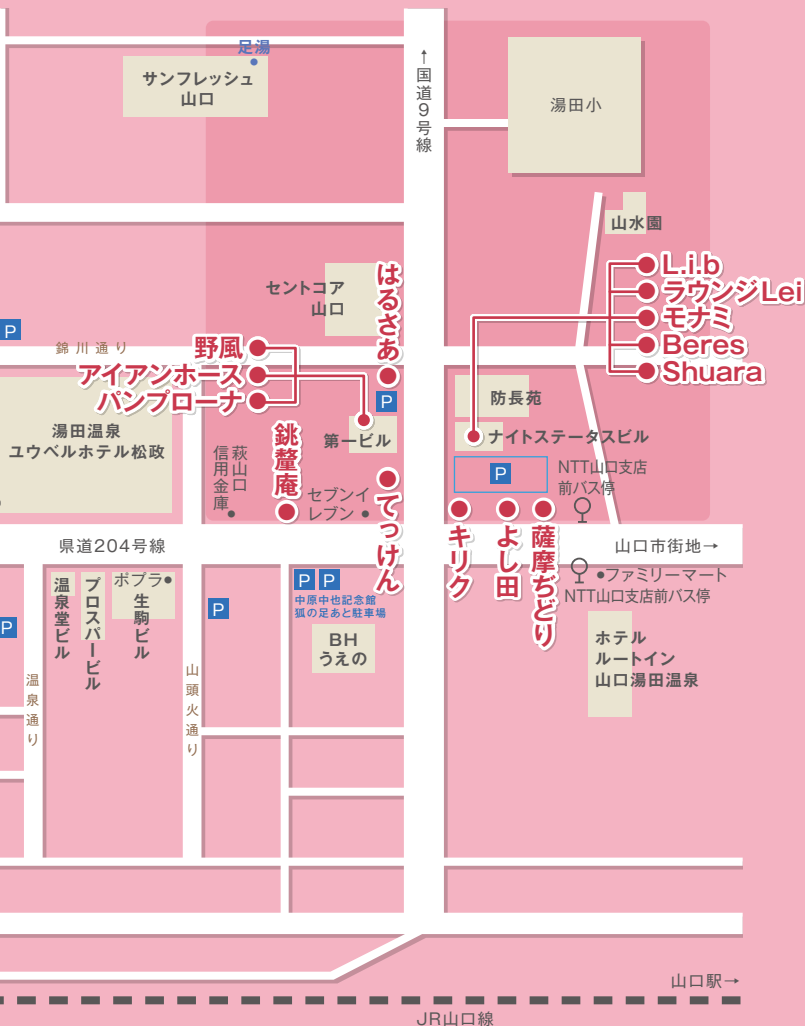 足湯
サンフレッシュ
山口
↑国道9号線
湯田小
山水園
セントコア
山口
はるさあ
L.i.b
ラウンジLei
モナミ
Beres
Shuara
P
錦川通り
野風
アイアンホース
パンプローナ
P
防長苑
湯田温泉
ユウベルホテル松政
萩山口
信用金庫
銚釐庵
第一ビル
ナイトステータスビル
P
NTT山口支店
前バス停
セブンイ
レブン
てっけん
キリク
よし田
薩摩ぢどり
県道204号線
山口市街地→
温泉堂ビル
プロスパービル
ポプラ
生駒ビル
P
P
P P
中原中也記念館
狐の足あと駐車場
BH
うえの
ファミリーマート
NTT山口支店前バス停
ホテル
ルートイン
山口湯田温泉
温泉通り
山頭火通り
山口駅→
JR山口線